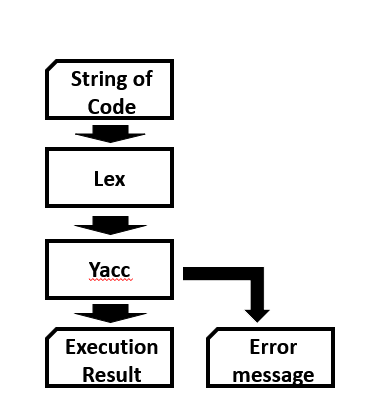 String of
Code
Lex
Yacc
Execution
Result
Error
message